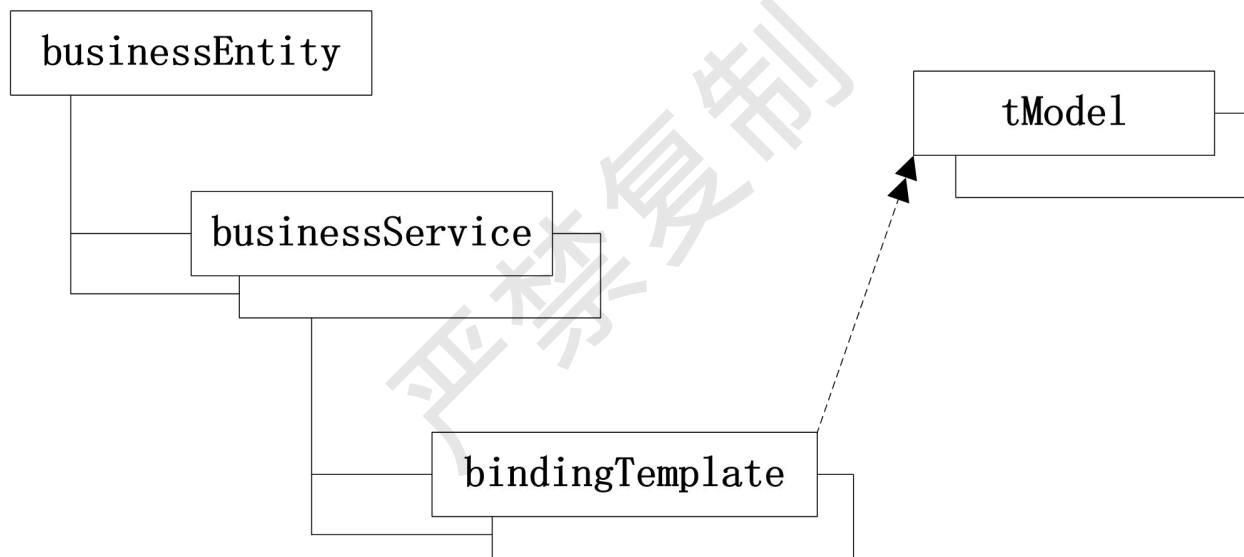 businessEntity
tModel
businessService
bindingTemplate
严禁复制